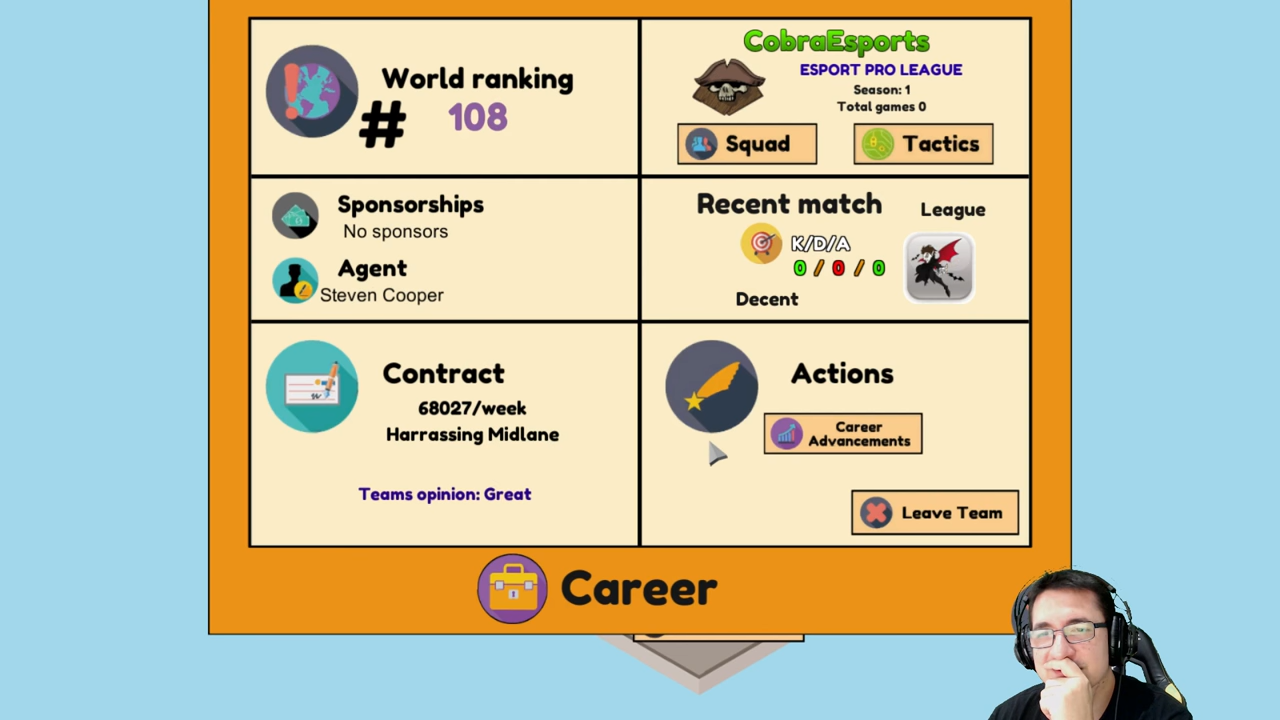 World ranking
# 108
CobraEsports
ESPORT PRO LEAGUE
Season: 1
Total games 0
Squad
Tactics
Sponsorships
No sponsors
Agent
Steven Cooper
Recent match
League
K/D/A
0 / 0 / 0
Decent
Contract
68027/week
Harrassing Midlane
Teams opinion: Great
Actions
Career
Advancements
Leave Team
Career